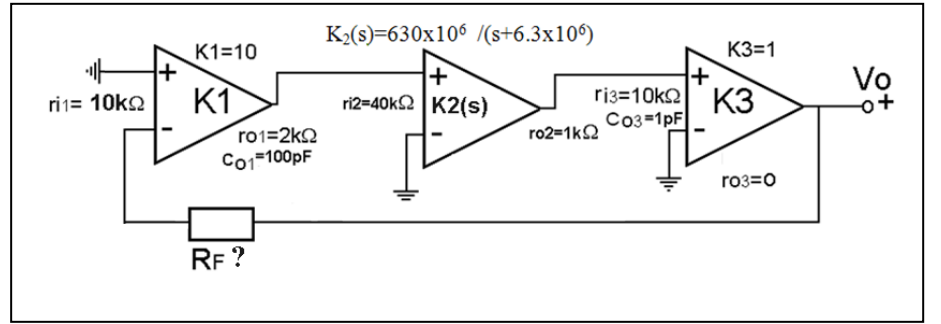 K₂(s)=630x10⁶ /(s+6.3x10⁶)
K1=10
K3=1
+
K1
-
ri1= 10kΩ
ro1=2kΩ
Co1=100pF
+
K2(s)
-
ri2=40kΩ
ro2=1kΩ
+
K3
-
ri3=10kΩ
Co3=1pF
ro3=0
Vo
+
RF ?